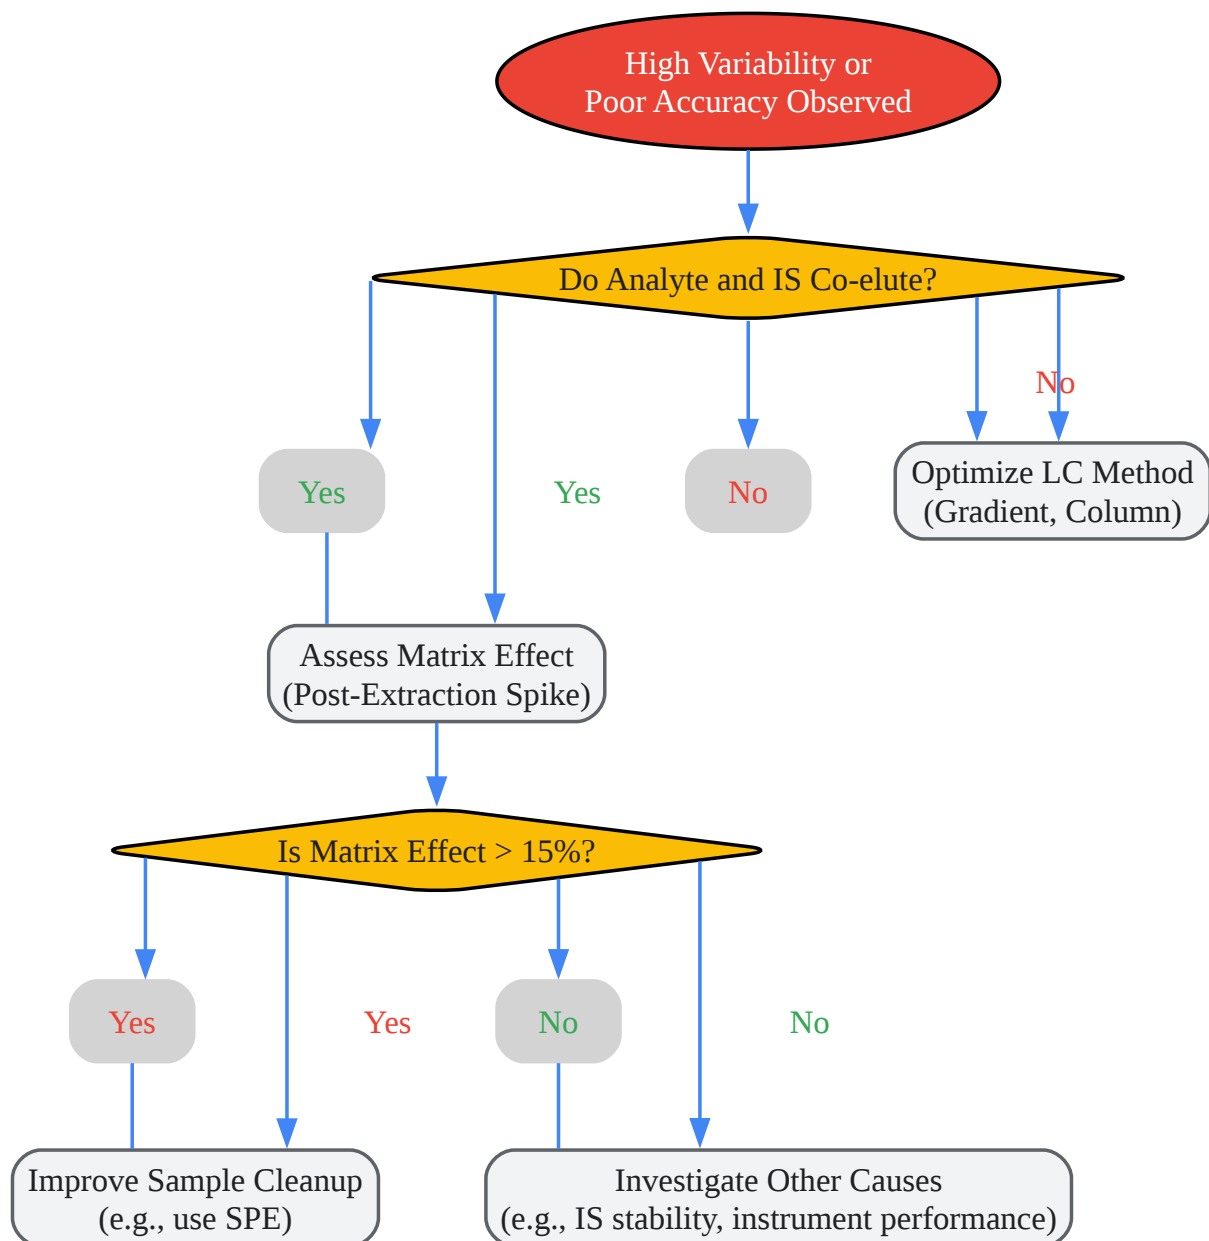 High Variability or
Poor Accuracy Observed
Do Analyte and IS Co-elute?
No
Yes
Yes
No
Optimize LC Method
(Gradient, Column)
Assess Matrix Effect
(Post-Extraction Spike)
Is Matrix Effect > 15%?
Yes
Yes
No
No
Improve Sample Cleanup
(e.g., use SPE)
Investigate Other Causes
(e.g., IS stability, instrument performance)